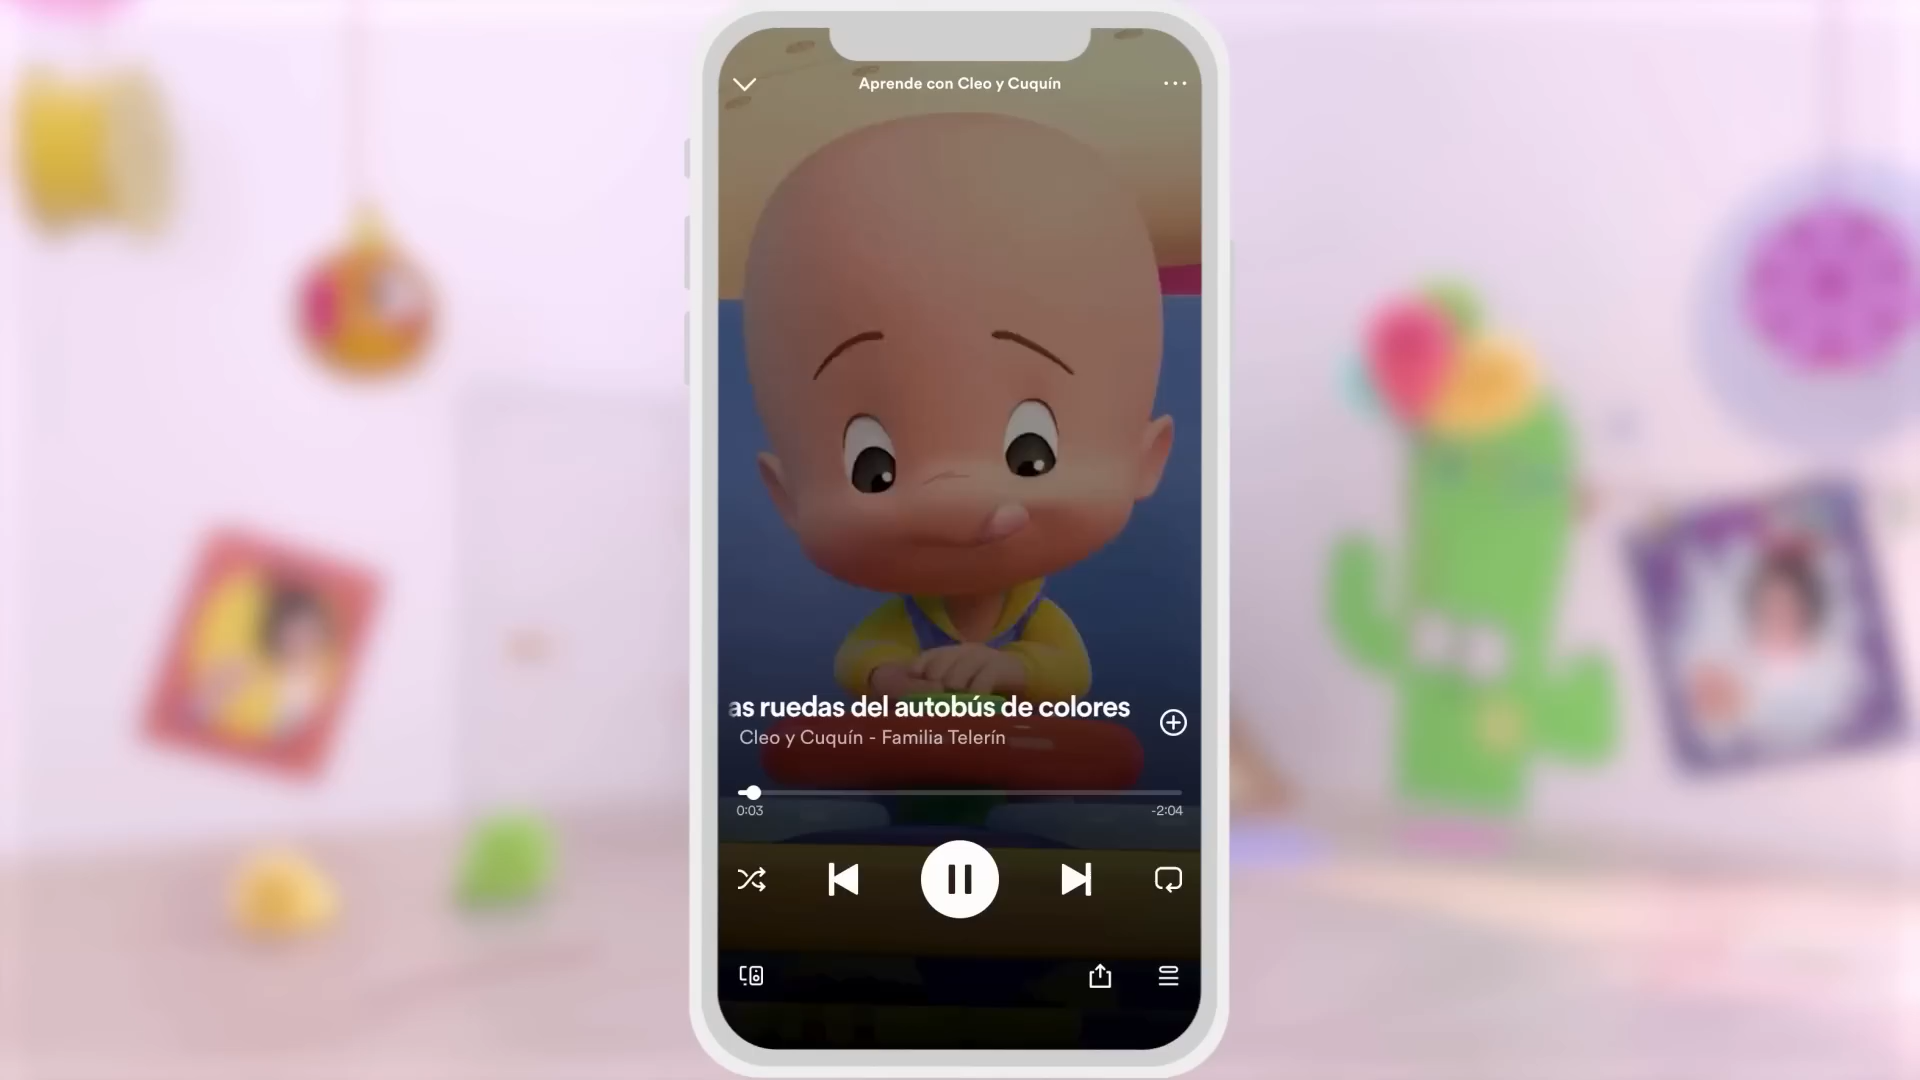 Aprende con Cleo y Cuquín
as ruedas del autobús de colores
Cleo y Cuquín - Familia Telerín
0:03
-2:04